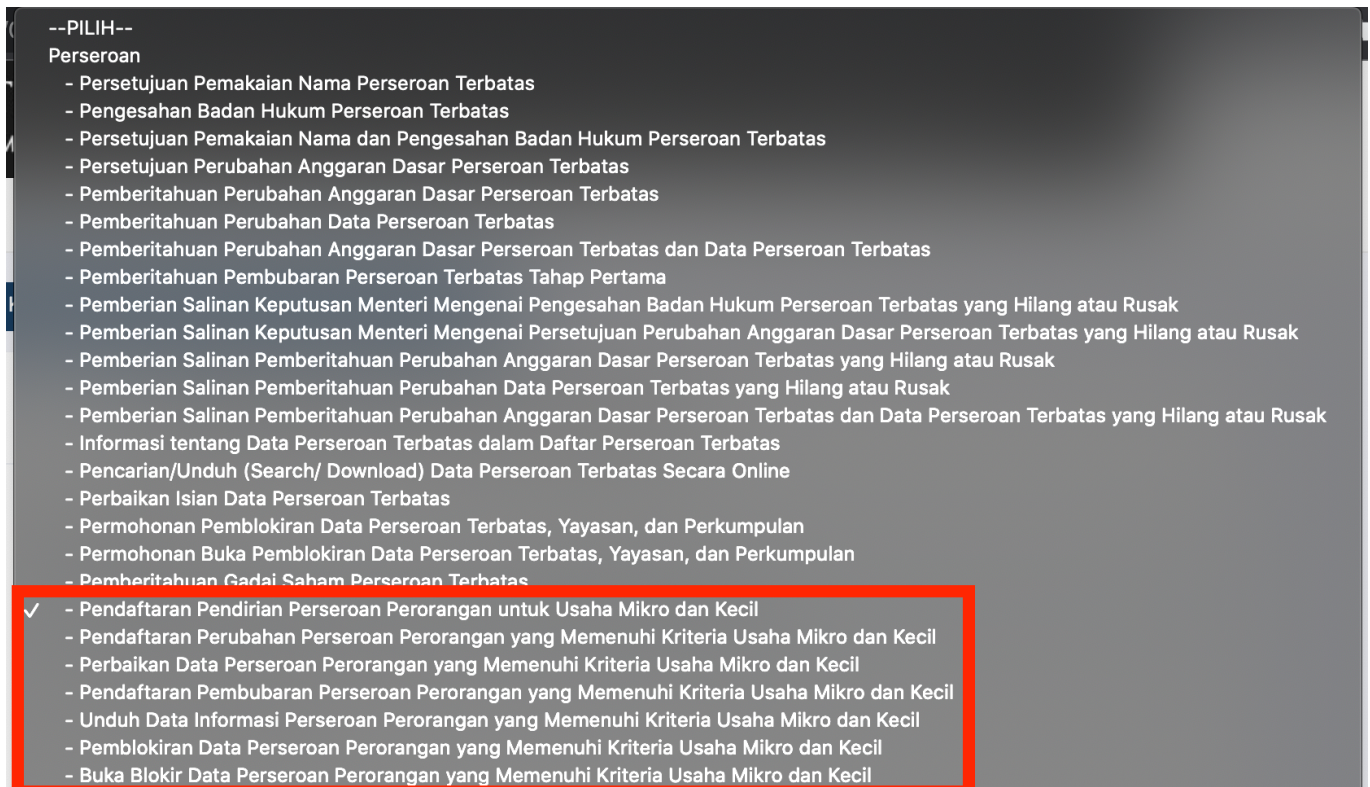 --PILIH--
Perseroan
- Persetujuan Pemakaian Nama Perseroan Terbatas
- Pengesahan Badan Hukum Perseroan Terbatas
- Persetujuan Pemakaian Nama dan Pengesahan Badan Hukum Perseroan Terbatas
- Persetujuan Perubahan Anggaran Dasar Perseroan Terbatas
- Pemberitahuan Perubahan Anggaran Dasar Perseroan Terbatas
- Pemberitahuan Perubahan Data Perseroan Terbatas
- Pemberitahuan Perubahan Anggaran Dasar Perseroan Terbatas dan Data Perseroan Terbatas
- Pemberitahuan Pembubaran Perseroan Terbatas Tahap Pertama
- Pemberian Salinan Keputusan Menteri Mengenai Pengesahan Badan Hukum Perseroan Terbatas yang Hilang atau Rusak
- Pemberian Salinan Keputusan Menteri Mengenai Persetujuan Perubahan Anggaran Dasar Perseroan Terbatas yang Hilang atau Rusak
- Pemberian Salinan Pemberitahuan Perubahan Anggaran Dasar Perseroan Terbatas yang Hilang atau Rusak
- Pemberian Salinan Pemberitahuan Perubahan Data Perseroan Terbatas yang Hilang atau Rusak
- Pemberian Salinan Pemberitahuan Perubahan Anggaran Dasar Perseroan Terbatas dan Data Perseroan Terbatas yang Hilang atau Rusak
- Informasi tentang Data Perseroan Terbatas dalam Daftar Perseroan Terbatas
- Pencarian/Unduh (Search/ Download) Data Perseroan Terbatas Secara Online
- Perbaikan Isian Data Perseroan Terbatas
- Permohonan Pemblokiran Data Perseroan Terbatas, Yayasan, dan Perkumpulan
- Permohonan Buka Pemblokiran Data Perseroan Terbatas, Yayasan, dan Perkumpulan
- Pemberitahuan Gadai Saham Perseroan Terbatas
✓ - Pendaftaran Pendirian Perseroan Perorangan untuk Usaha Mikro dan Kecil
- Pendaftaran Perubahan Perseroan Perorangan yang Memenuhi Kriteria Usaha Mikro dan Kecil
- Perbaikan Data Perseroan Perorangan yang Memenuhi Kriteria Usaha Mikro dan Kecil
- Pendaftaran Pembubaran Perseroan Perorangan yang Memenuhi Kriteria Usaha Mikro dan Kecil
- Unduh Data Informasi Perseroan Perorangan yang Memenuhi Kriteria Usaha Mikro dan Kecil
- Pemblokiran Data Perseroan Perorangan yang Memenuhi Kriteria Usaha Mikro dan Kecil
- Buka Blokir Data Perseroan Perorangan yang Memenuhi Kriteria Usaha Mikro dan Kecil